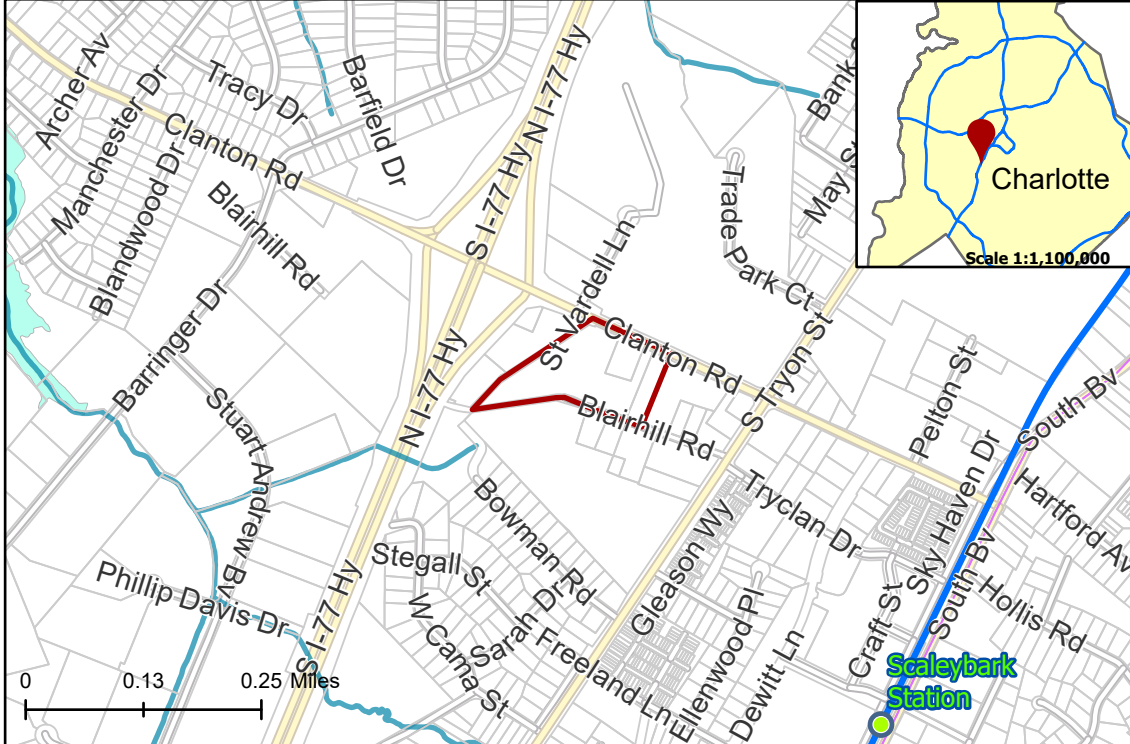 Archer Av
Tracy Dr
Barfield Dr
S I-77 Hy
N I-77 Hy
Manchester Dr
Clanton Rd
Blandwood Dr
Blairhill Rd
Barringer Dr
St Vardell Ln
Trade Park Ct
May St
Charlotte
Scale 1:1,100,000
Clanton Rd
Blairhill Rd
S Tryon St
N I-77 Hy
Pelton St
South Bv
Stuart Andrew Bv
Bowman Rd
Tryclan Dr
Sky Haven Dr
Hartford Av
Stegall St
Gleason Wy
Phillip Davis Dr
S I-77 Hy
W Cama St
Sarah Dr
Freeland Ln
Ellenwood Pl
Dewitt Ln
Craft St
South Bv
Hollis Rd
Scaleybark
Station
0 0.13 0.25 Miles